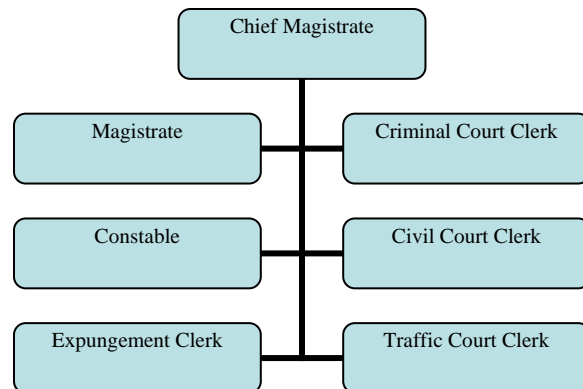 Chief Magistrate
Magistrate
Criminal Court Clerk
Constable
Civil Court Clerk
Expungement Clerk
Traffic Court Clerk